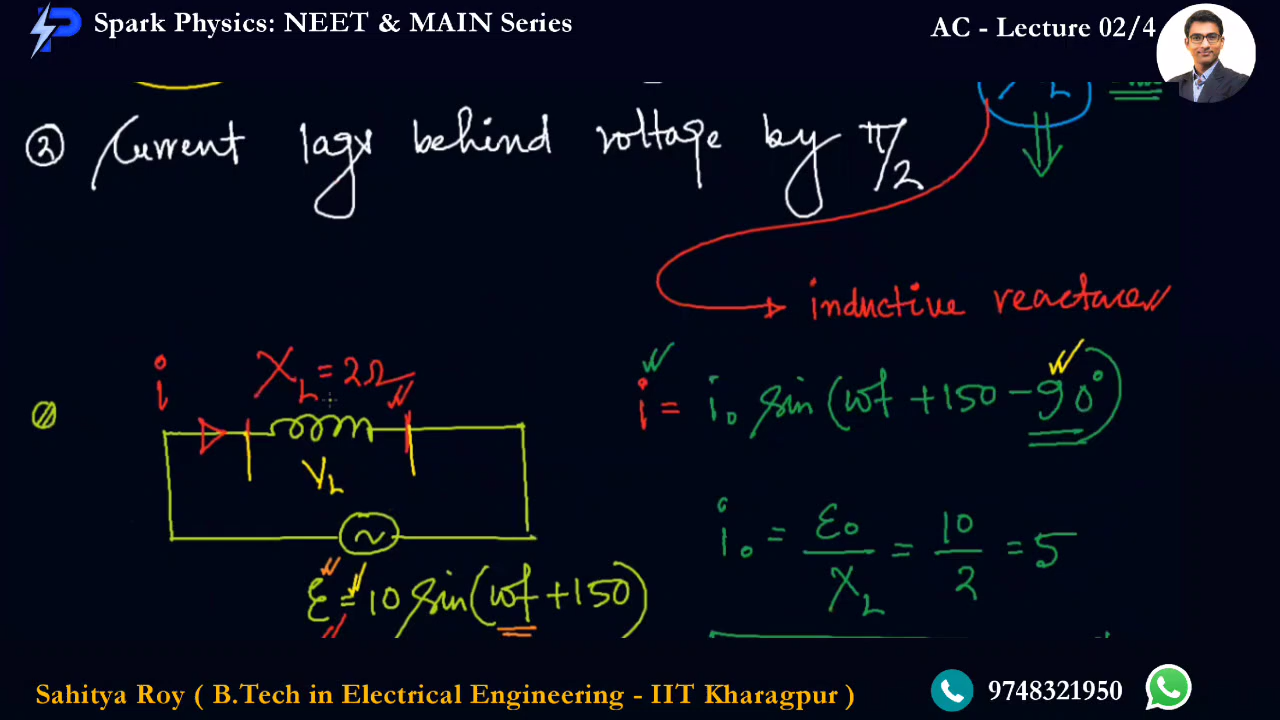 Spark Physics: NEET & MAIN Series
AC - Lecture 02/4
② Current lags behind voltage by π/2
inductive reactance
i
X_L = 2Ω
V_L
ε = 10 sin(ωt + 150)
i = i₀ sin(ωt + 150 - 90°)
i₀ = ε₀/X_L = 10/2 = 5
Sahitya Roy ( B.Tech in Electrical Engineering - IIT Kharagpur )
9748321950